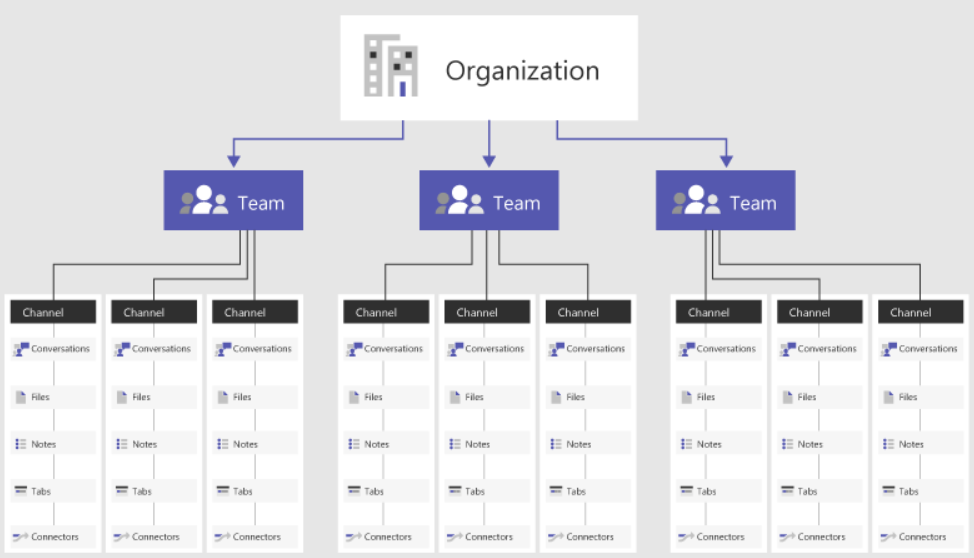 Organization
Team Team Team
Channel Channel Channel Channel Channel Channel Channel Channel Channel
Conversations Conversations Conversations Conversations Conversations Conversations Conversations Conversations Conversations
Files Files Files Files Files Files Files Files Files
Notes Notes Notes Notes Notes Notes Notes Notes Notes
Tabs Tabs Tabs Tabs Tabs Tabs Tabs Tabs Tabs
Connectors Connectors Connectors Connectors Connectors Connectors Connectors Connectors Connectors